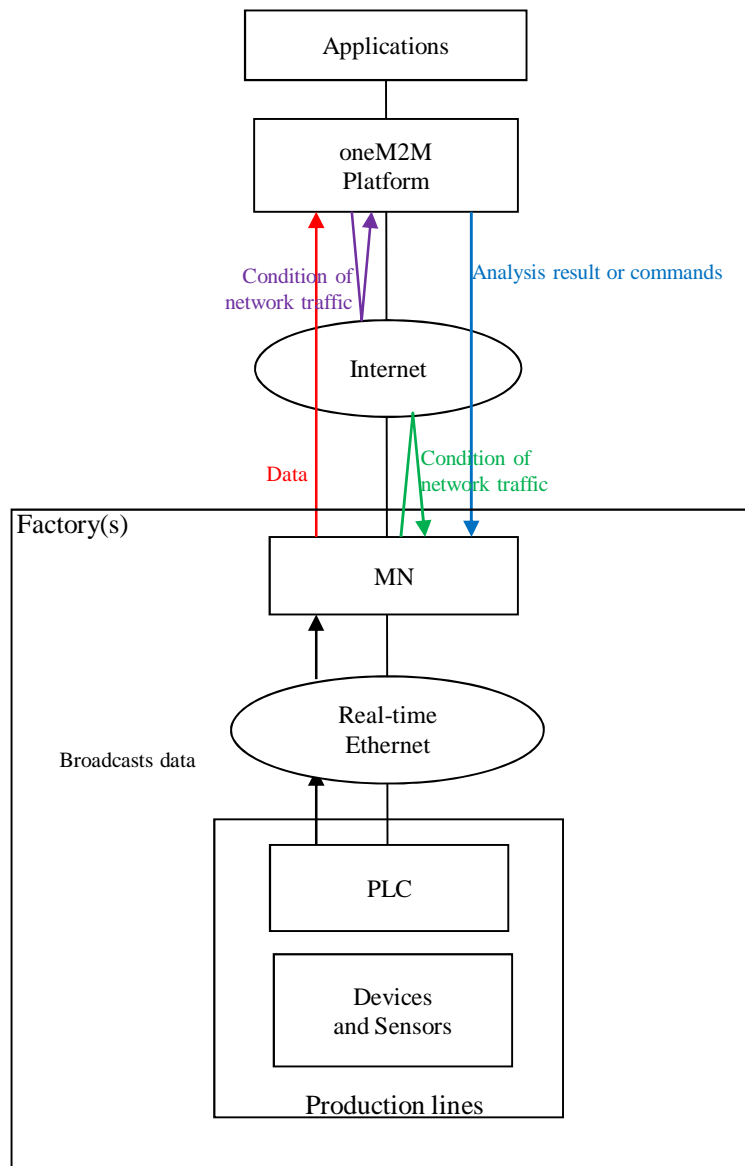 Applications
oneM2M
Platform
Condition of
network traffic
Analysis result or commands
Internet
Data
Condition of
network traffic
Factory(s)
MN
Real-time
Ethernet
Broadcasts data
PLC
Devices
and Sensors
Production lines